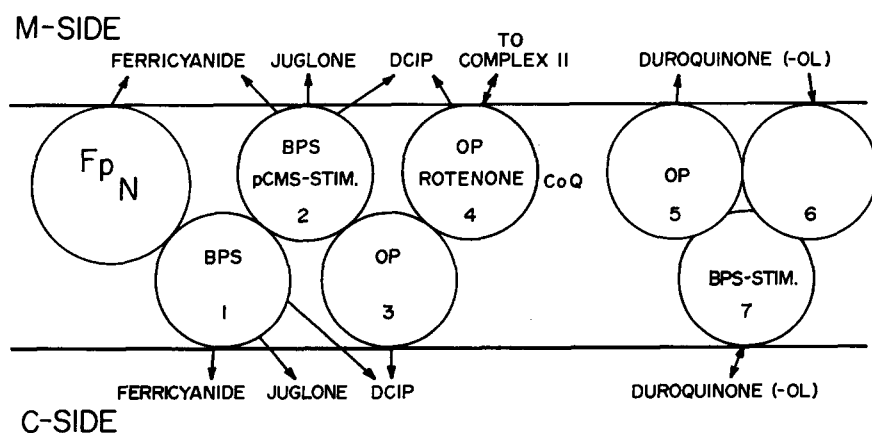 M-SIDE
TO
FERRICYANIDE JUGLONE DCIP COMPLEX II DUROQUINONE (-OL)
Fp N
BPS
pCMS-STIM.
2
OP
ROTENONE
4
CoQ
OP
5
6
BPS
1
OP
3
BPS-STIM.
7
FERRICYANIDE JUGLONE DCIP DUROQUINONE (-OL)
C-SIDE